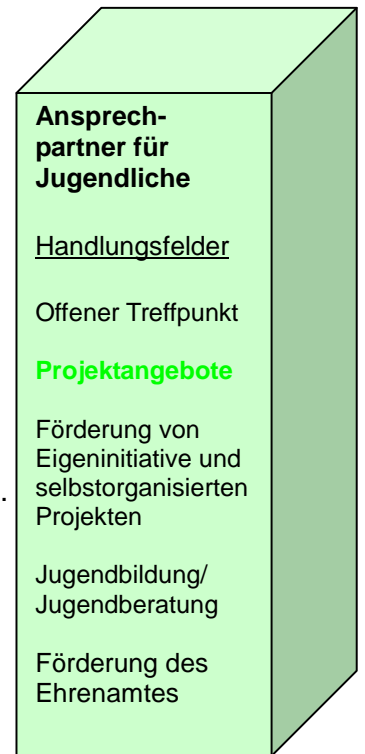 Ansprech-
partner für
Jugendliche
Handlungsfelder
Offener Treffpunkt
Projektangebote
Förderung von
Eigeninitiative und
selbstorganisierten
Projekten
Jugendbildung/
Jugendberatung
Förderung des
Ehrenamtes
.